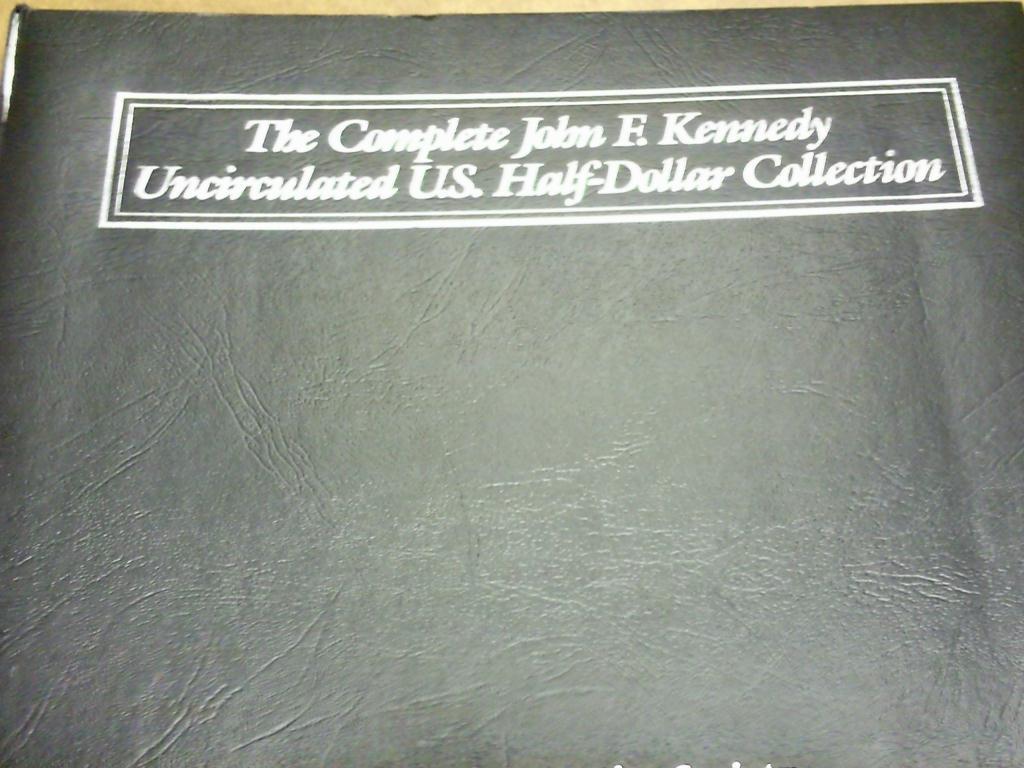 The Complete John F. Kennedy
Uncirculated U.S. Half-Dollar Collection